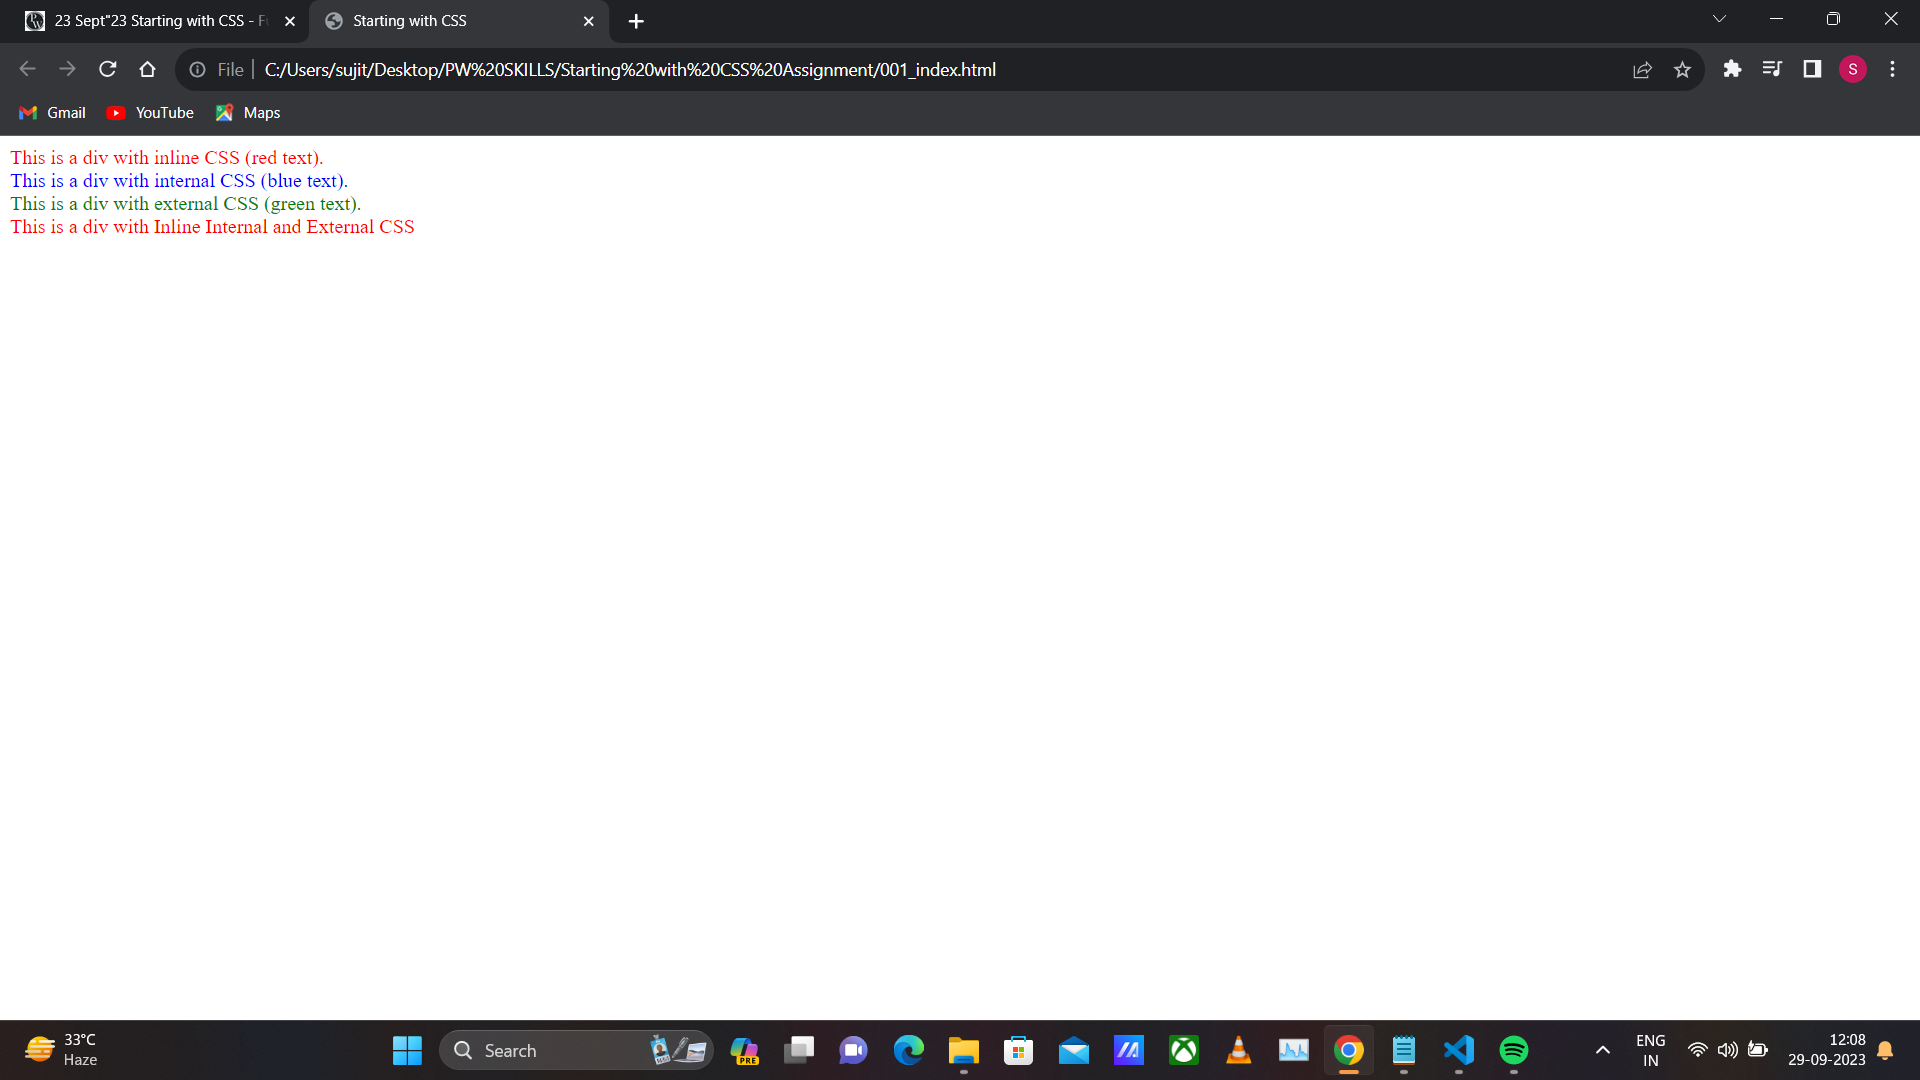 23 Sept"23 Starting with CSS - F
Starting with CSS
File
C:/Users/sujit/Desktop/PW%20SKILLS/Starting%20with%20CSS%20Assignment/001_index.html
S
Gmail
YouTube
Maps
This is a div with inline CSS (red text).
This is a div with internal CSS (blue text).
This is a div with external CSS (green text).
This is a div with Inline Internal and External CSS
33°C
Haze
Search
PRE
ENG
IN
12:08
29-09-2023